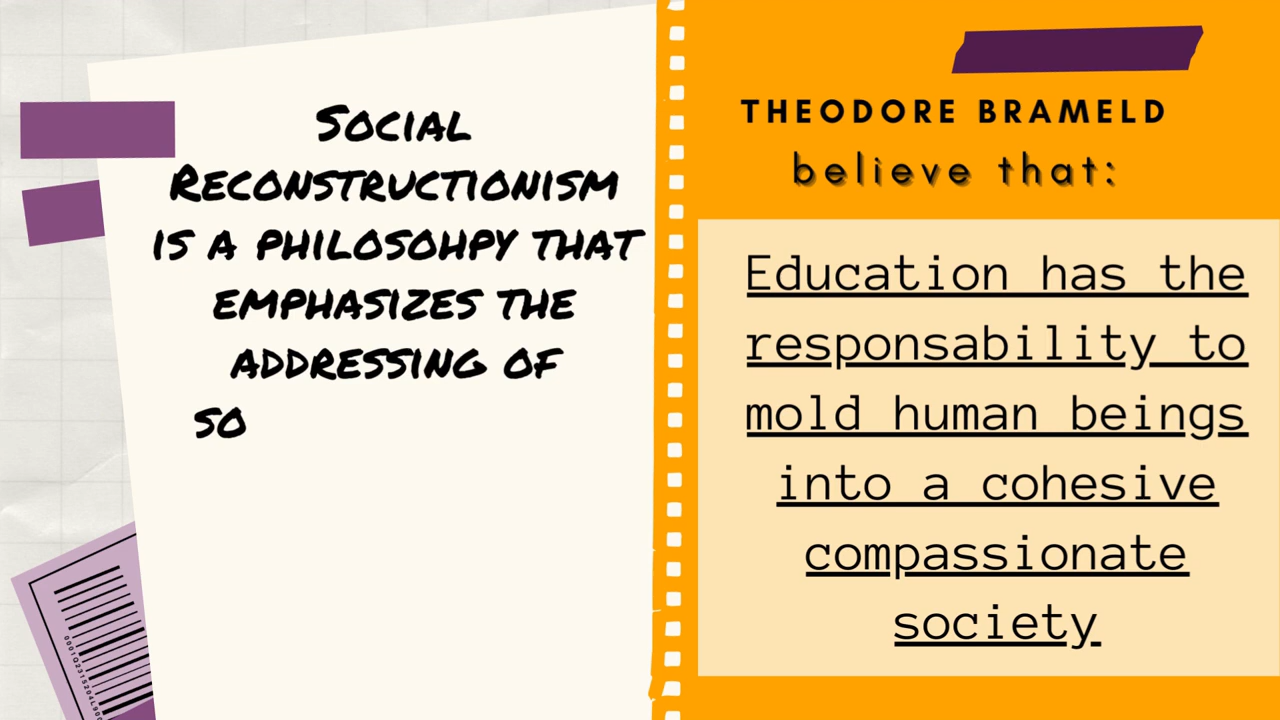 Social
Reconstructionism
is a philosohpy that
emphasizes the
addressing of
so
THEODORE BRAMELD
believe that:
Education has the
responsability to
mold human beings
into a cohesive
compassionate
society